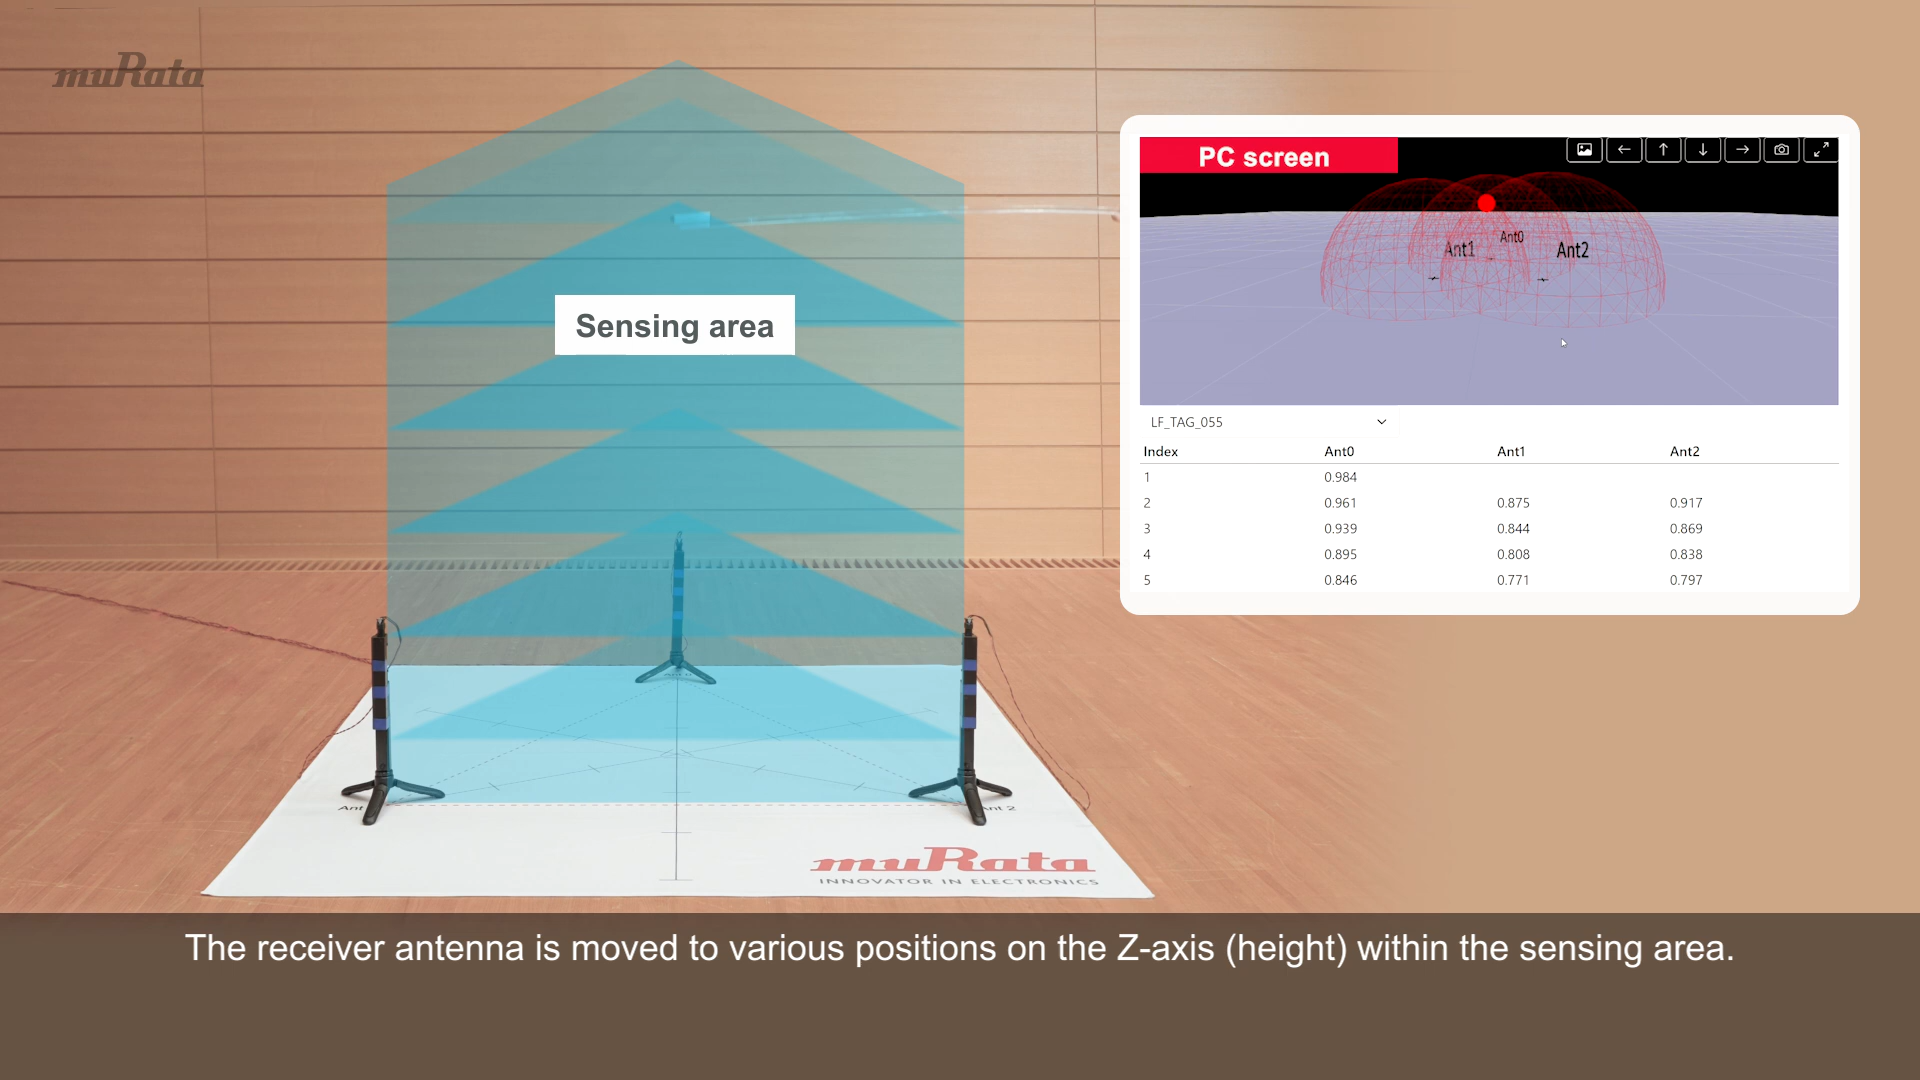 muRata
Sensing area
PC screen
Ant1
Ant0
Ant2
LF_TAG_055
Index Ant0 Ant1 Ant2
1 0.984
2 0.961 0.875 0.917
3 0.939 0.844 0.869
4 0.895 0.808 0.838
5 0.846 0.771 0.797
muRata
INNOVATOR IN ELECTRONICS
The receiver antenna is moved to various positions on the Z-axis (height) within the sensing area.